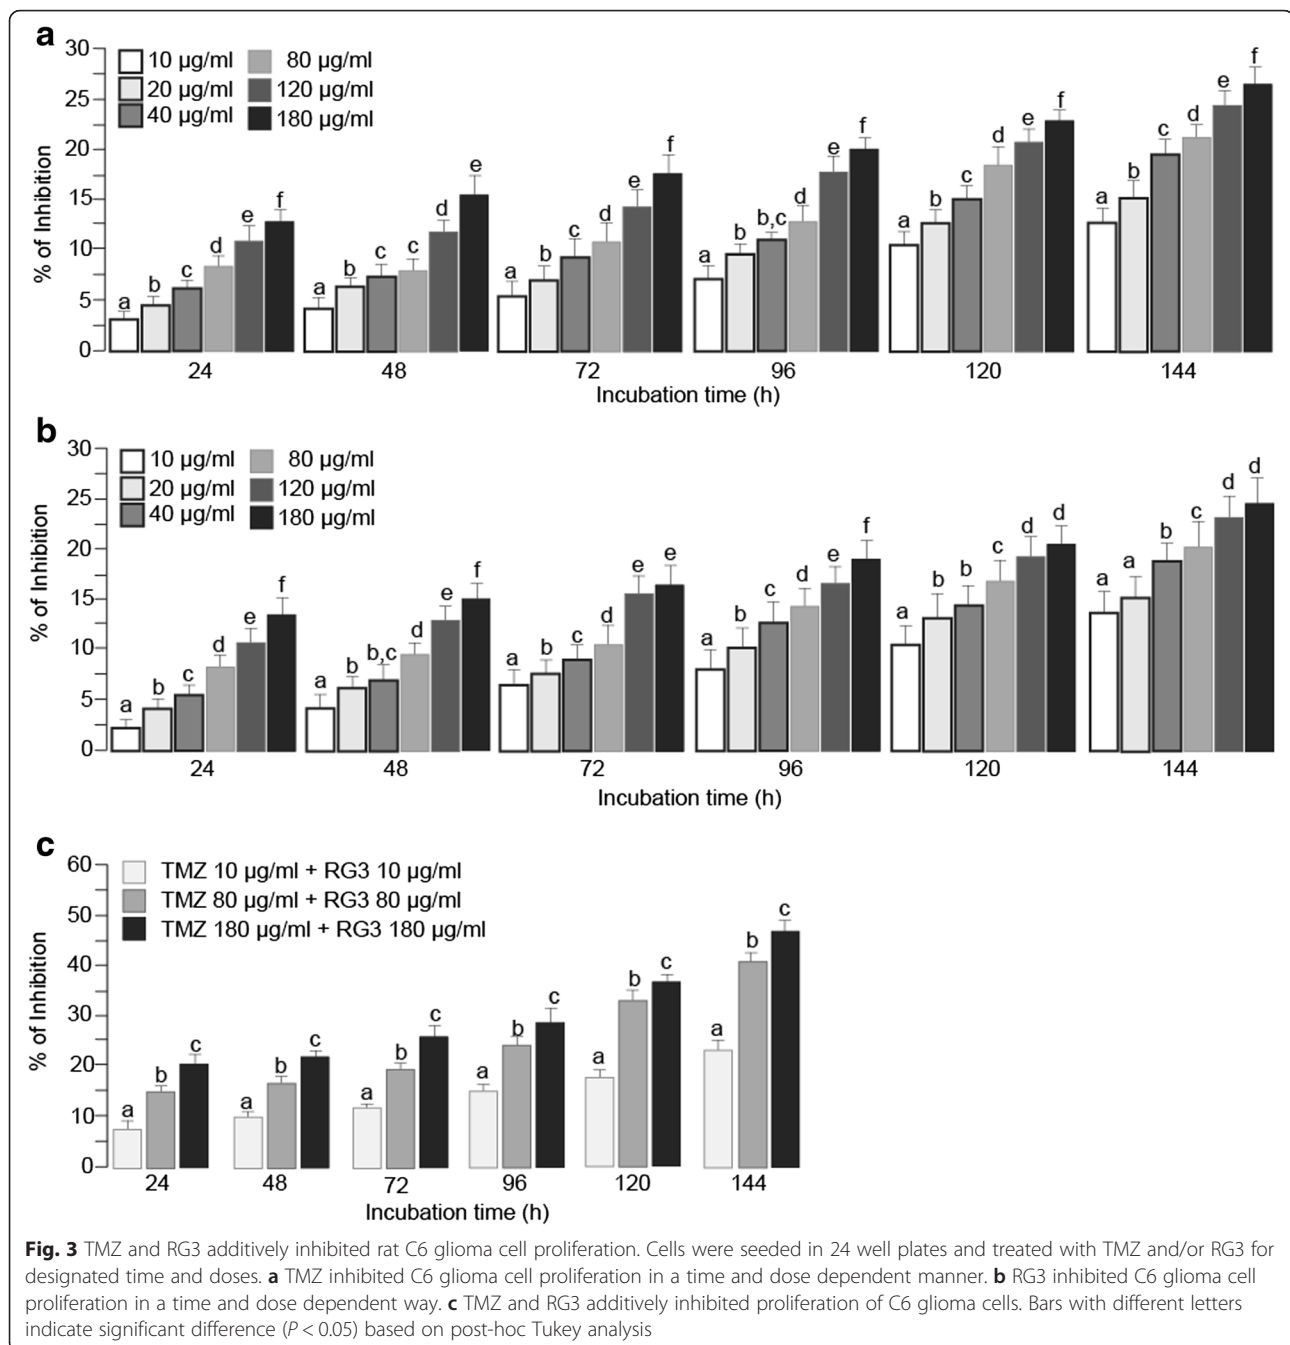 a
30
25
20
15
10
5
0
% of Inhibition
10 µg/ml 80 µg/ml
20 µg/ml 120 µg/ml
40 µg/ml 180 µg/ml
a b c d e f
a b c c d e
a b c d e f
a b b,c d e f
a b c d e f
a b c d e f
24 48 72 96 120 144
Incubation time (h)
b
30
25
20
15
10
5
0
% of Inhibition
10 µg/ml 80 µg/ml
20 µg/ml 120 µg/ml
40 µg/ml 180 µg/ml
a b c d e f
a b b,c d e f
a b c d e e
a b c d e f
a b b c d d
a a b c d d
24 48 72 96 120 144
Incubation time (h)
c
60
50
40
30
20
10
0
% of Inhibition
TMZ 10 µg/ml + RG3 10 µg/ml
TMZ 80 µg/ml + RG3 80 µg/ml
TMZ 180 µg/ml + RG3 180 µg/ml
a b c
a b c
a b c
a b c
a b c
a b c
24 48 72 96 120 144
Incubation time (h)
Fig. 3 TMZ and RG3 additively inhibited rat C6 glioma cell proliferation. Cells were seeded in 24 well plates and treated with TMZ and/or RG3 for
designated time and doses. a TMZ inhibited C6 glioma cell proliferation in a time and dose dependent manner. b RG3 inhibited C6 glioma cell
proliferation in a time and dose dependent way. c TMZ and RG3 additively inhibited proliferation of C6 glioma cells. Bars with different letters
indicate significant difference (P < 0.05) based on post-hoc Tukey analysis